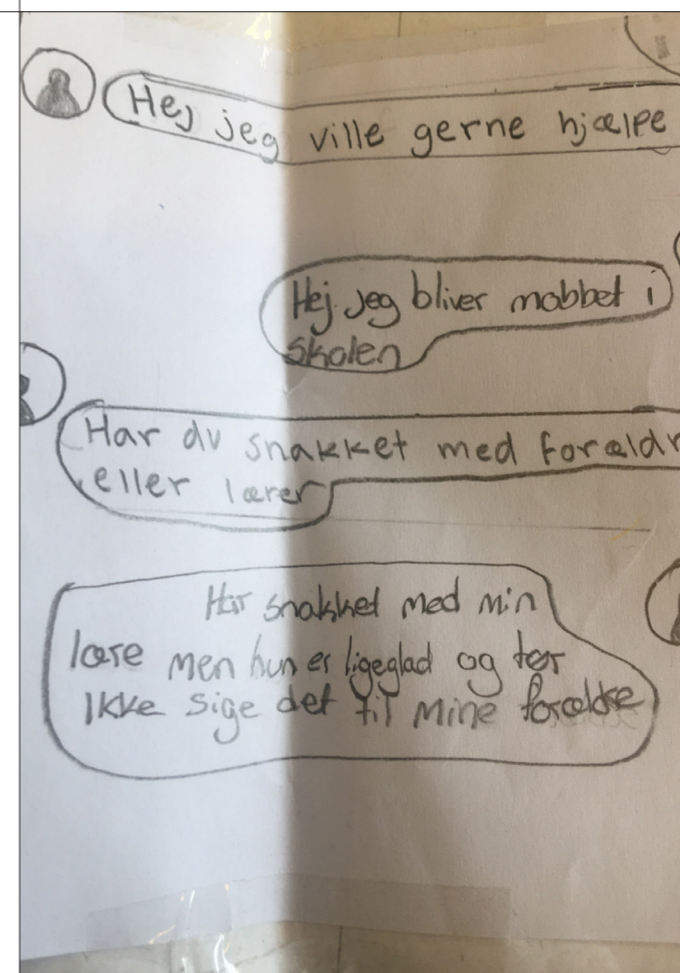 Hej jeg ville gerne hjælpe
Hej jeg bliver mobbet i
skolen
Har du snakket med forældr
eller lærer
Har snakket med min
lære men hun er ligeglad og tør
ikke sige det til mine forældre